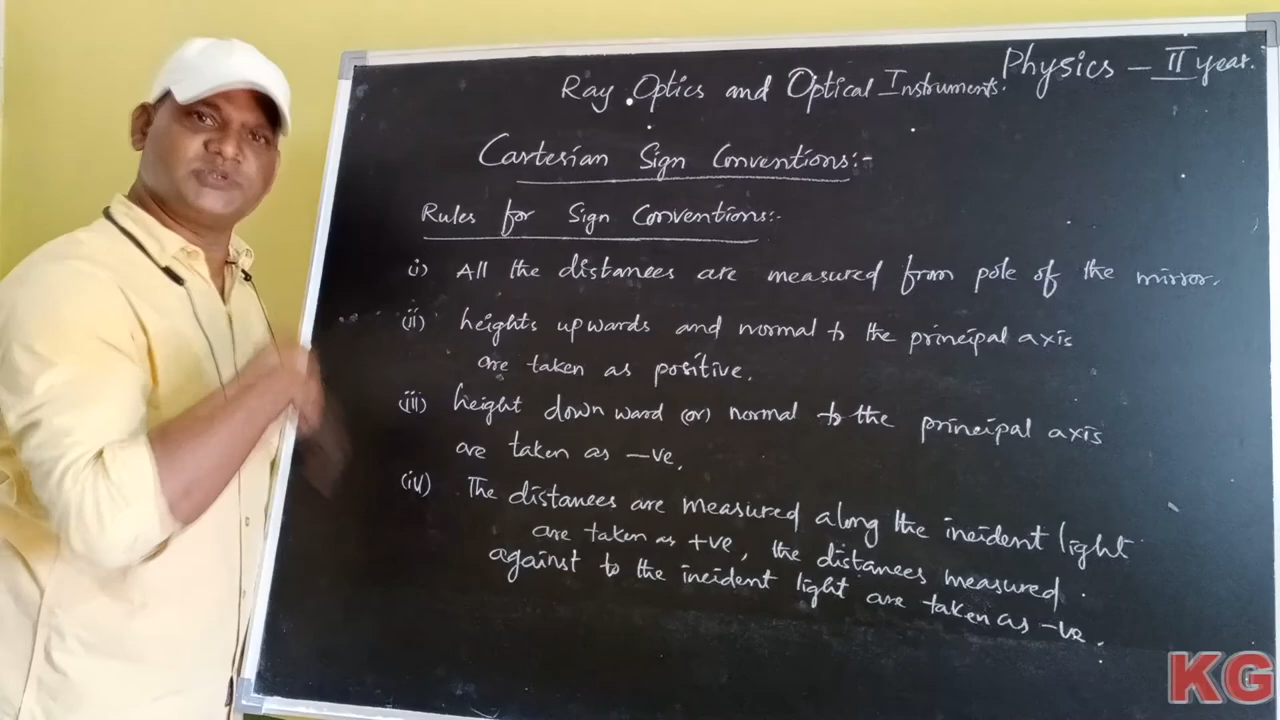 Physics – II year.
Ray Optics and Optical Instruments.
Cartesian Sign Conventions:-
Rules for Sign Conventions:-
(i) All the distances are measured from pole of the mirror.
(ii) heights upwards and normal to the principal axis
are taken as positive.
(iii) height down ward (or) normal to the principal axis
are taken as –ve.
(iv) The distances are measured along the incident light
are taken as +ve, the distances measured
against to the incident light are taken as –ve.
KG